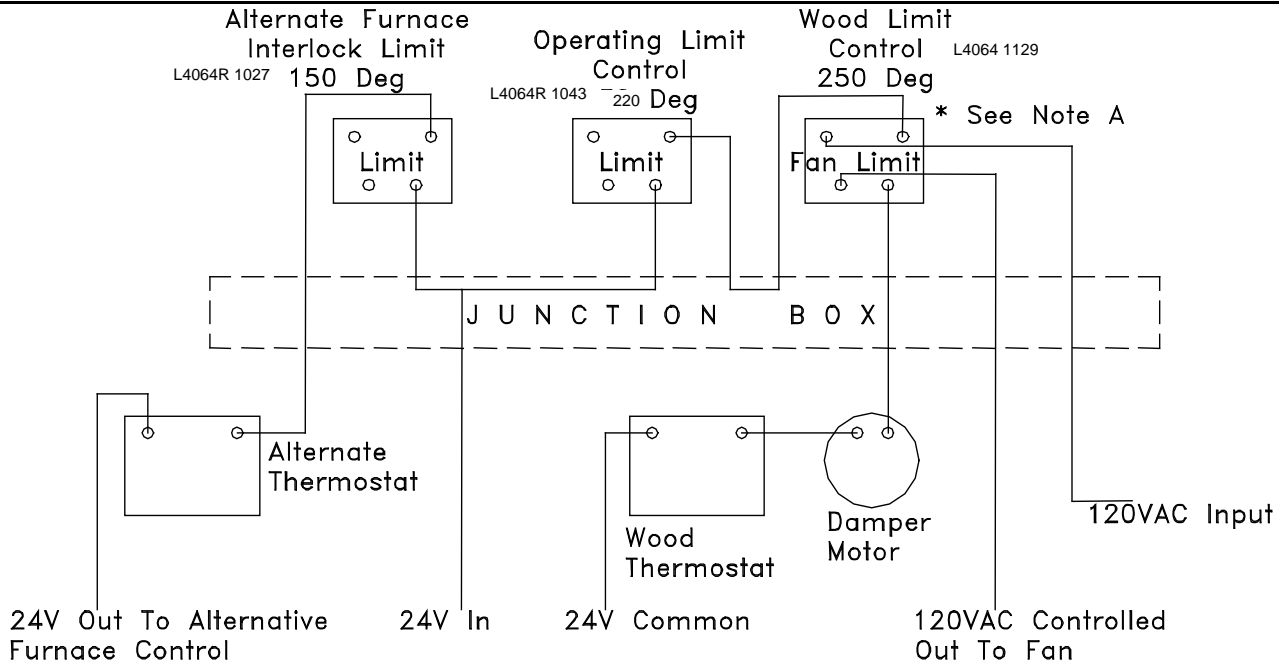 Alternate Furnace
Interlock Limit
L4064R 1027 150 Deg
Operating Limit
Control
L4064R 1043 220 Deg
Wood Limit
Control L4064 1129
250 Deg
* See Note A
Limit
Limit
Fan Limit
JUNCTION BOX
Alternate
Thermostat
Wood
Thermostat
Damper
Motor
120VAC Input
24V Out To Alternative
Furnace Control
24V In
24V Common
120VAC Controlled
Out To Fan